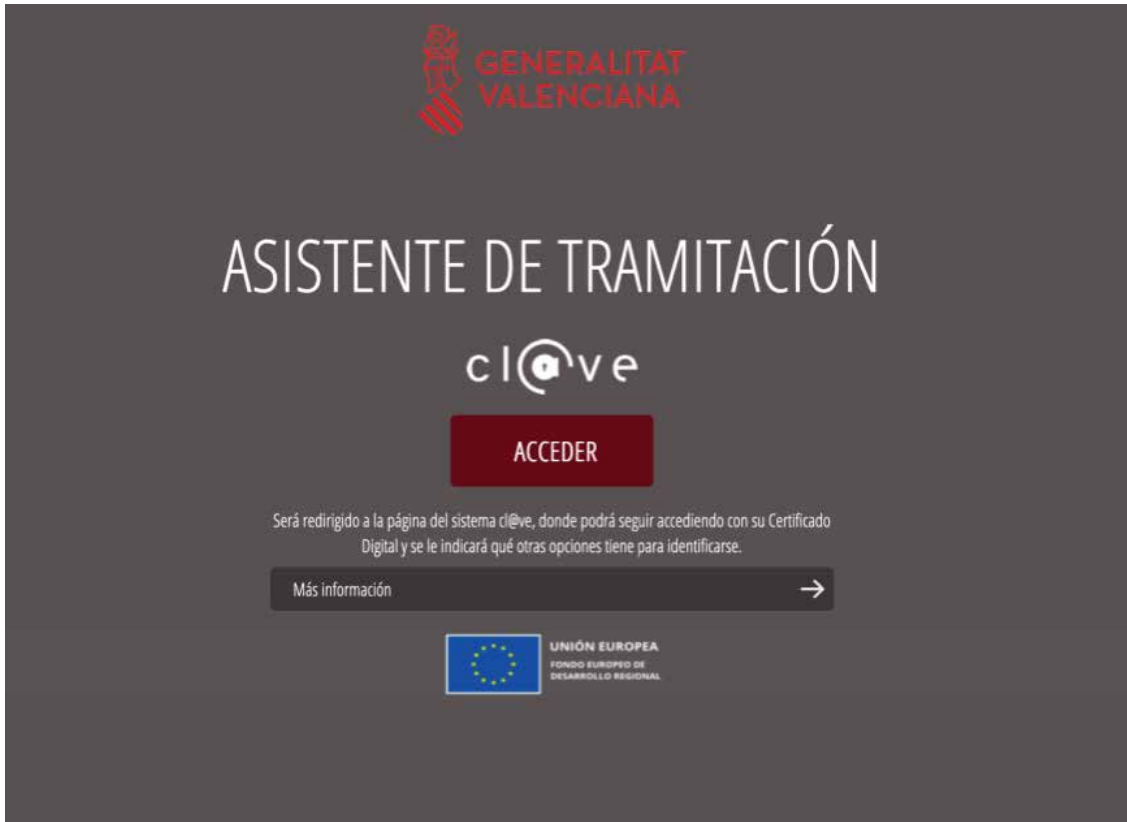 GENERALITAT
VALENCIANA
ASISTENTE DE TRAMITACIÓN
cl@ve
ACCEDER
Será redirigido a la página del sistema cl@ve, donde podrá seguir accediendo con su Certificado
Digital y se le indicará qué otras opciones tiene para identificarse.
Más información
UNIÓN EUROPEA
FONDO EUROPEO DE
DESARROLLO REGIONAL